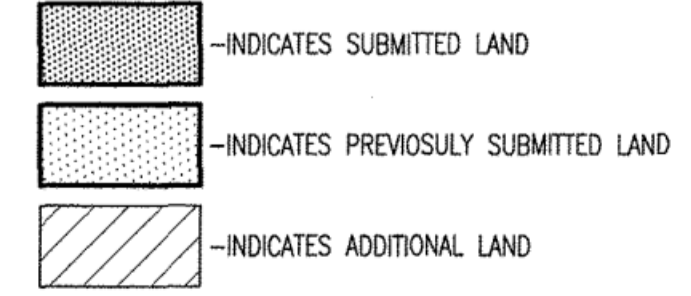 -INDICATES SUBMITTED LAND
-INDICATES PREVIOSULY SUBMITTED LAND
-INDICATES ADDITIONAL LAND